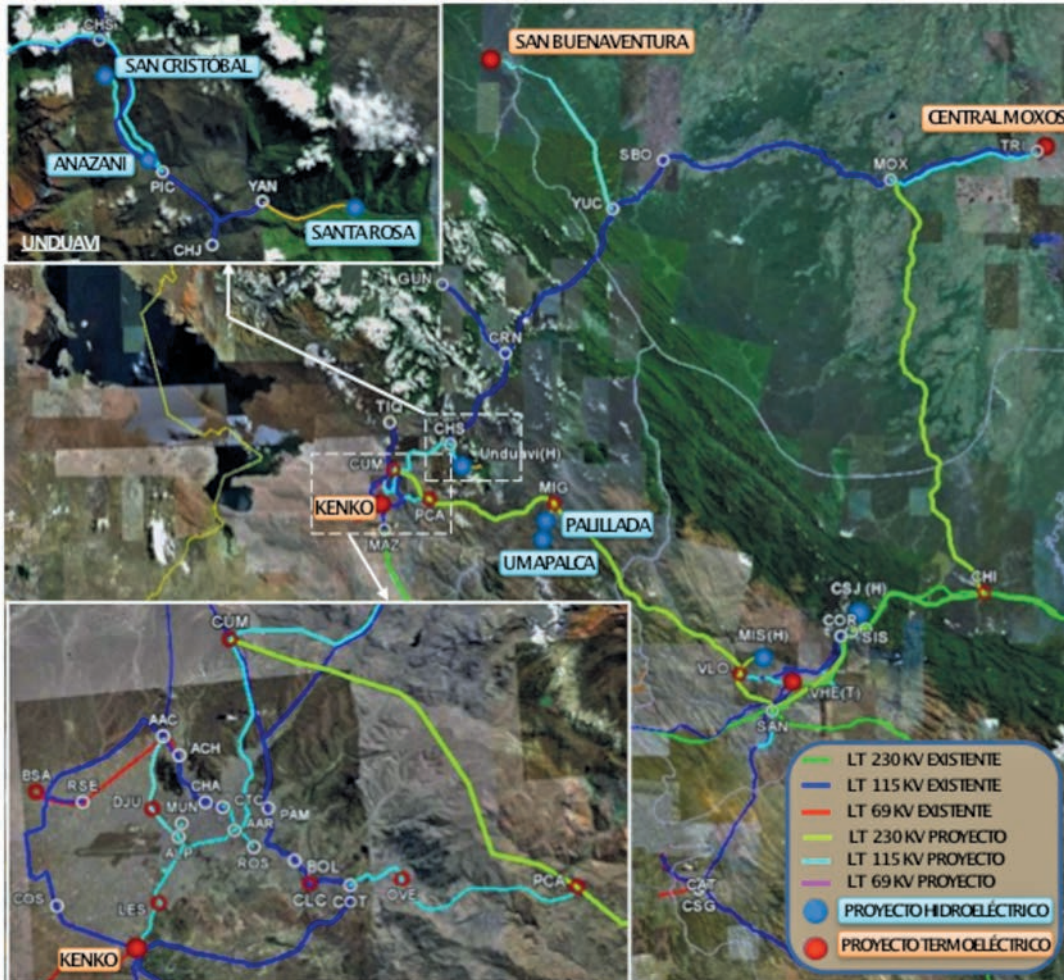 CHS
SAN CRISTÓBAL
ANAZANI
PIC
YAN
SANTA ROSA
CHJ
UNDUAVI
SAN BUENAVENTURA
CENTRAL MOXOS
TRI
SBO
MOX
YUC
GUN
CRN
TIQ
CHS
Unduavi(H)
CUM
KENKO
PCA
MIG
MAZ
PALILLADA
UMAPALCA
CHI
CSJ (H)
COR
SIS
MIS(H)
VLO
VHE(T)
SAN
CAT
CSG
CUM
AAC
ACH
BSA
RSE
CHA
DJU
MUN
CTC
PAM
AAR
ROS
BOL
CLC
COT
OVE
PCA
COS
LES
KENKO
LT 230 KV EXISTENTE
LT 115 KV EXISTENTE
LT 69 KV EXISTENTE
LT 230 KV PROYECTO
LT 115 KV PROYECTO
LT 69 KV PROYECTO
PROYECTO HIDROELÉCTRICO
PROYECTO TERMOELÉCTRICO